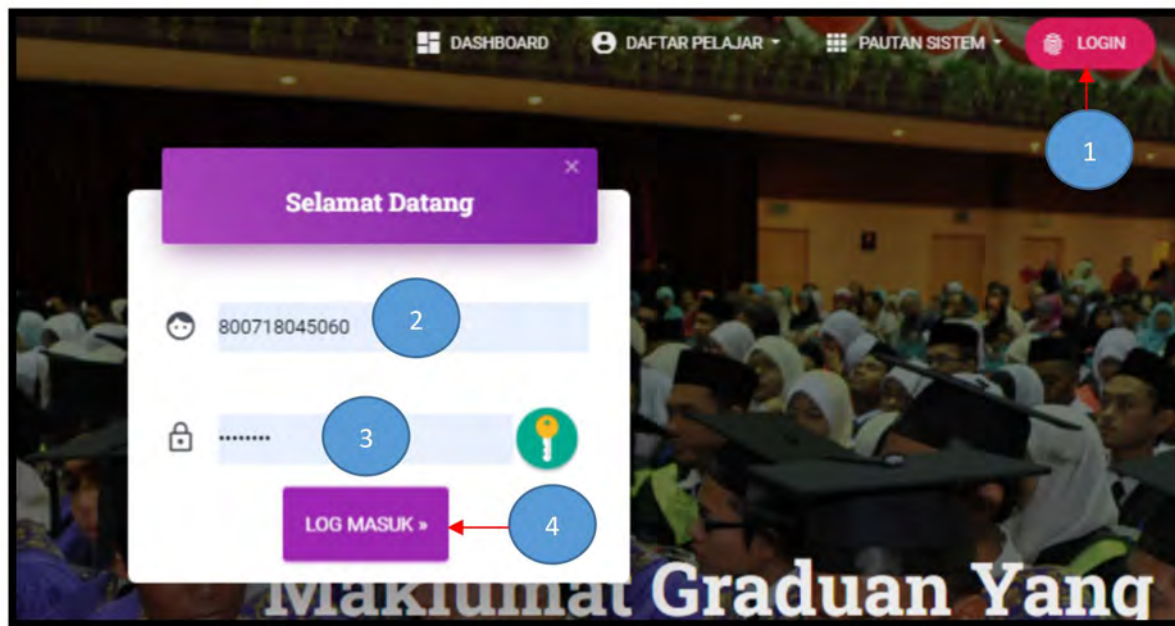 DASHBOARD DAFTAR PELAJAR PAUTAN SISTEM LOGIN
1
Selamat Datang
×
800718045060 2
········ 3
LOG MASUK » 4
Maklumat Graduan Yang